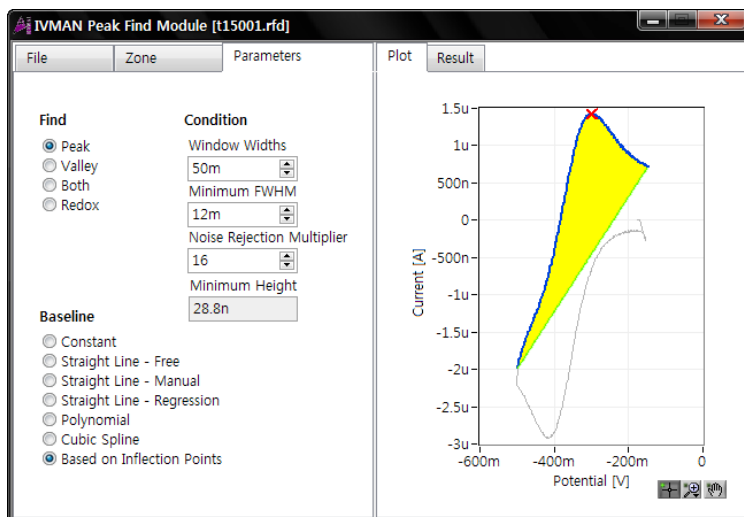 IVMAN Peak Find Module [t15001.rfd]
File
Zone
Parameters
Find
Peak
Valley
Both
Redox
Condition
Window Widths
50m
Minimum FWHM
12m
Noise Rejection Multiplier
16
Minimum Height
28.8n
Baseline
Constant
Straight Line - Free
Straight Line - Manual
Straight Line - Regression
Polynomial
Cubic Spline
Based on Inflection Points
Plot
Result
Current [A]
1.5u
1u
500n
0
-500n
-1u
-1.5u
-2u
-2.5u
-3u
-600m
-400m
-200m
0
Potential [V]